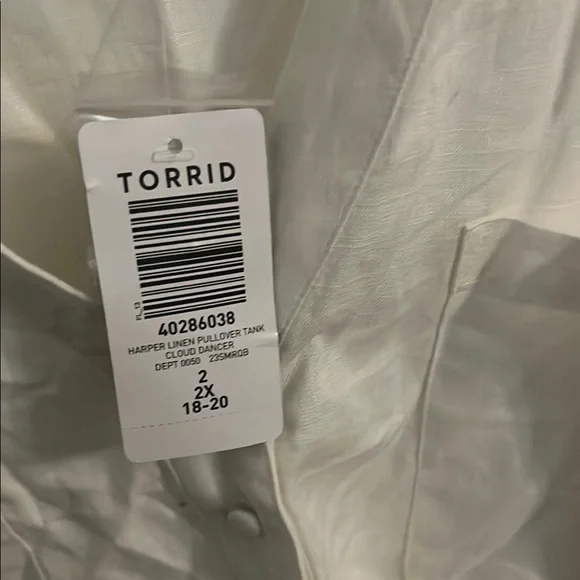 TORRID
40286038
HARPER LINEN PULLOVER TANK
CLOUD DANCER
DEPT 0050 23SMRQB
2
2X
18-20